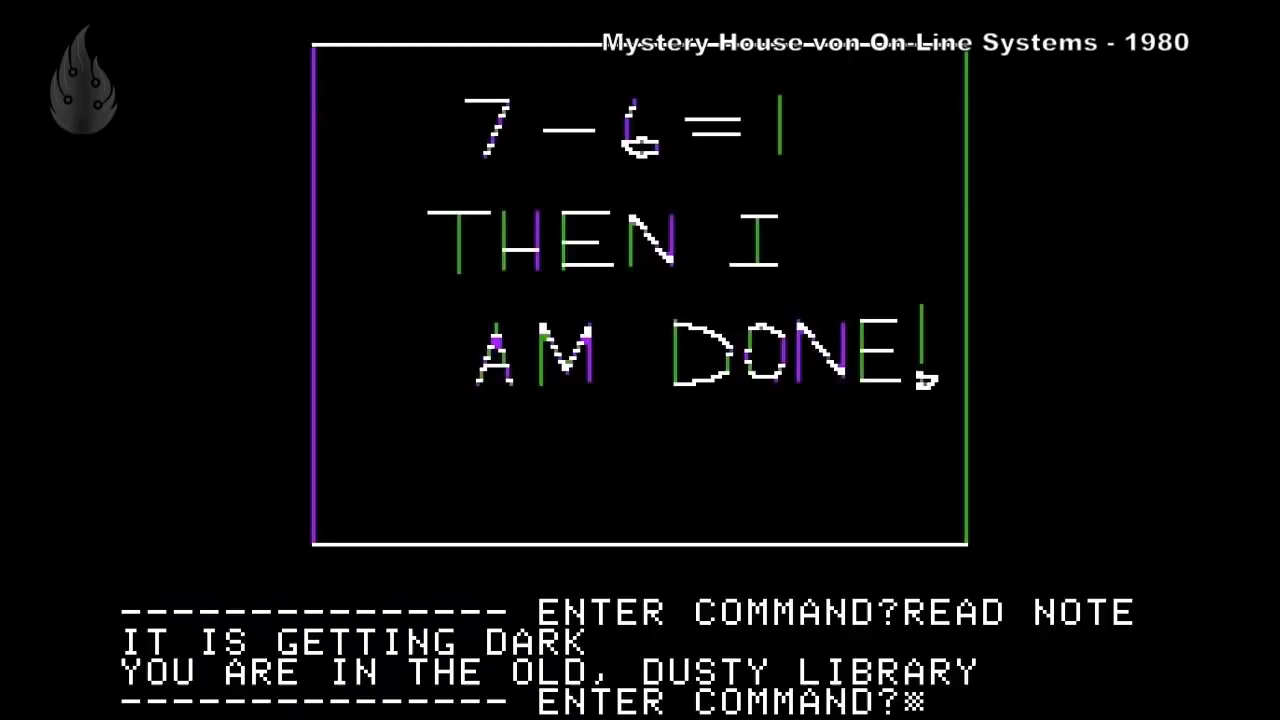 Mystery House von On-Line Systems - 1980
7 - 6 = 1
THEN I
AM DONE!
--------------- ENTER COMMAND?READ NOTE
IT IS GETTING DARK
YOU ARE IN THE OLD, DUSTY LIBRARY
--------------- ENTER COMMAND?